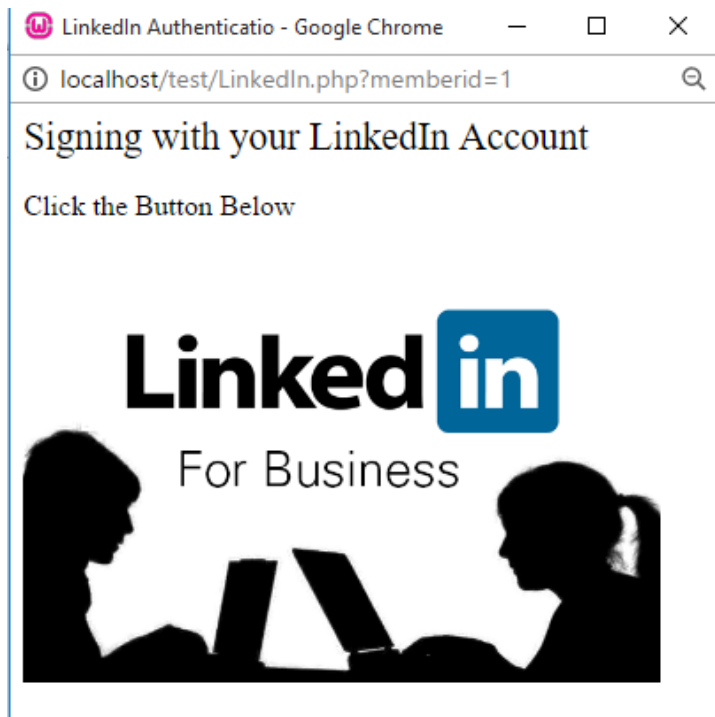 LinkedIn Authenticatio - Google Chrome
localhost/test/LinkedIn.php?memberid=1
Signing with your LinkedIn Account
Click the Button Below
Linked in
For Business